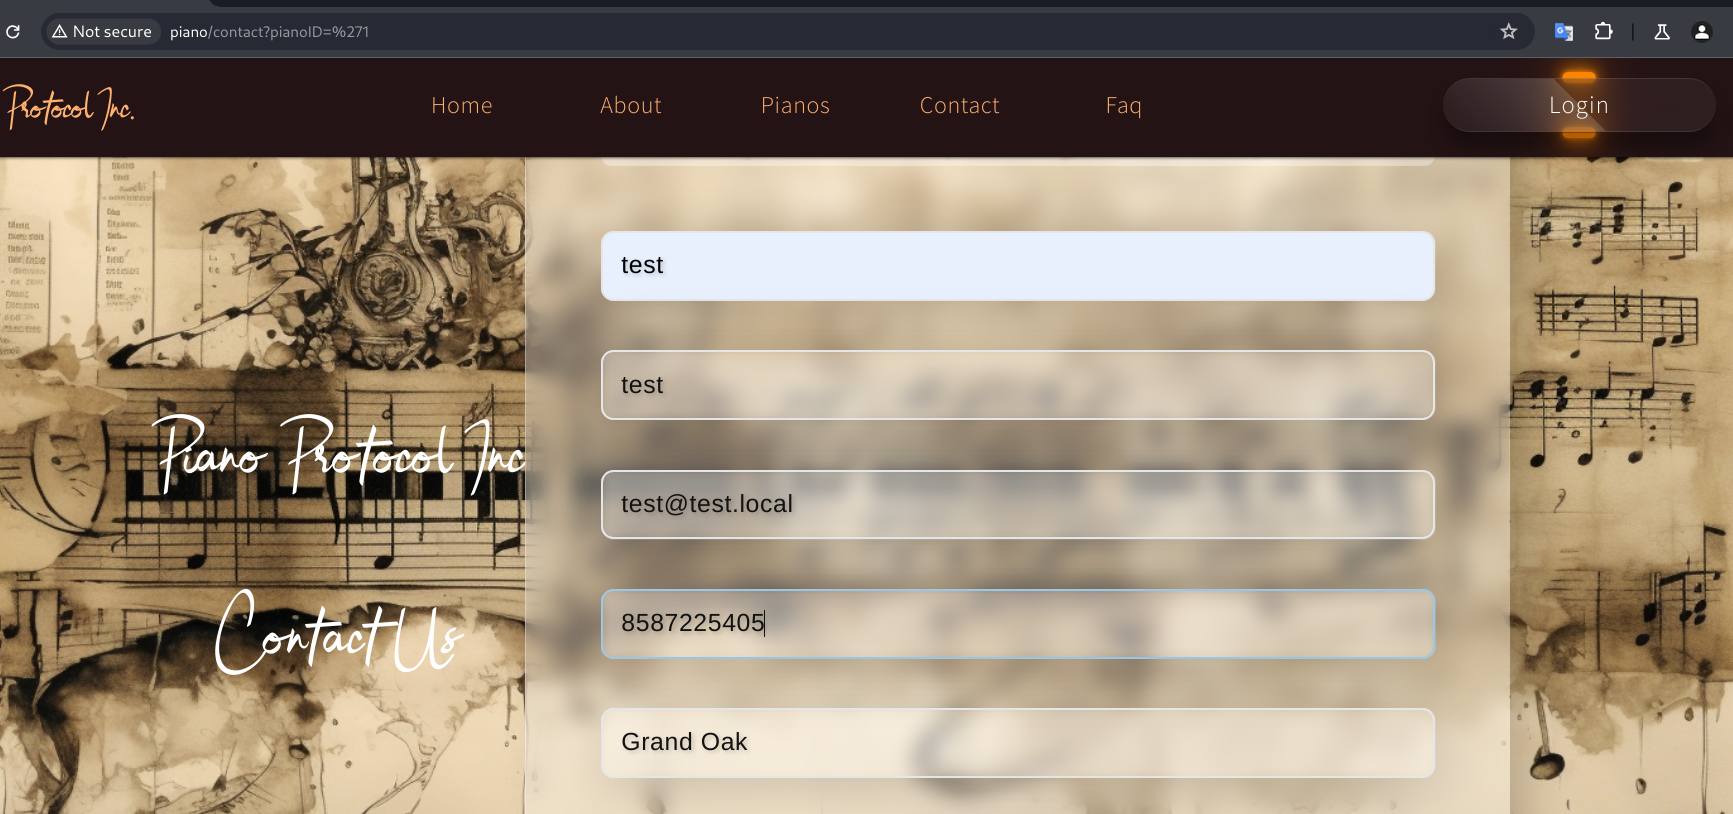 Not secure piano/contact?pianoID=%271
Protocol Inc.
Home About Pianos Contact Faq
Login
test
test
test@test.local
8587225405
Grand Oak
Piano Protocol Inc
Contact Us